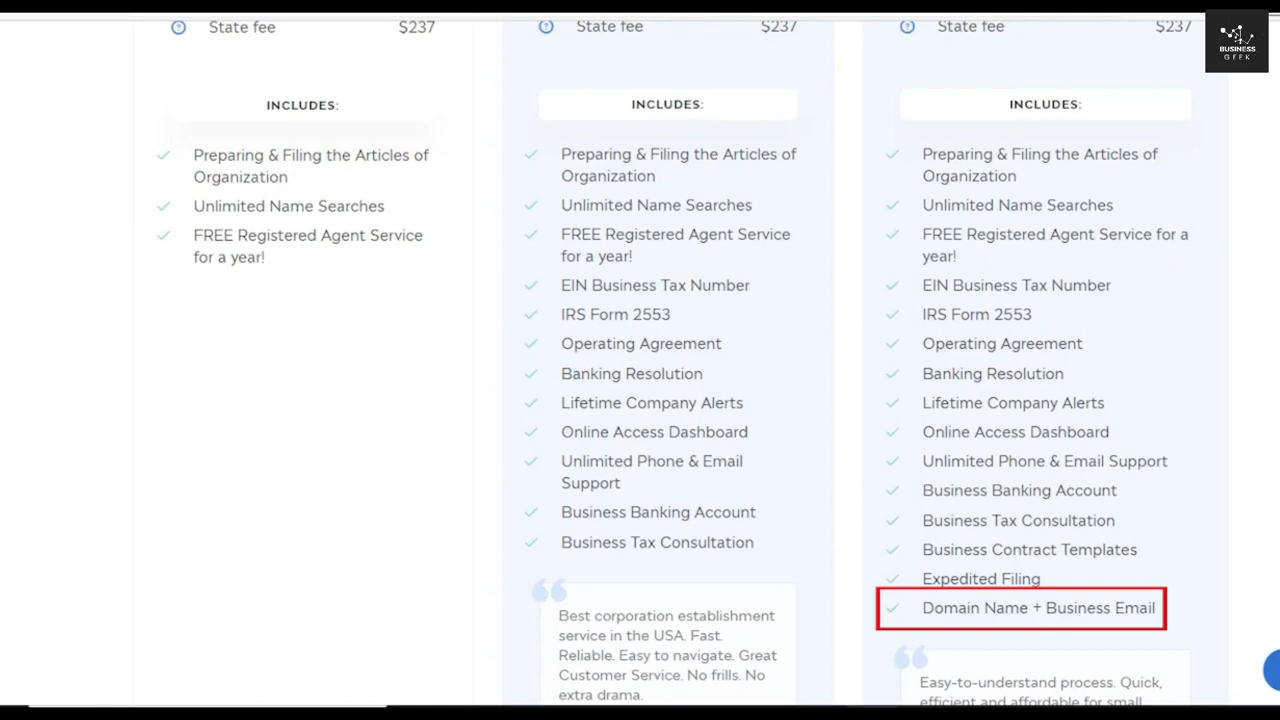 State fee $237
INCLUDES:
Preparing & Filing the Articles of
Organization
Unlimited Name Searches
FREE Registered Agent Service
for a year!
State fee $237
INCLUDES:
Preparing & Filing the Articles of
Organization
Unlimited Name Searches
FREE Registered Agent Service
for a year!
EIN Business Tax Number
IRS Form 2553
Operating Agreement
Banking Resolution
Lifetime Company Alerts
Online Access Dashboard
Unlimited Phone & Email
Support
Business Banking Account
Business Tax Consultation
Best corporation establishment
service in the USA. Fast.
Reliable. Easy to navigate. Great
Customer Service. No frills. No
extra drama.
State fee $237
INCLUDES:
Preparing & Filing the Articles of
Organization
Unlimited Name Searches
FREE Registered Agent Service for a
year!
EIN Business Tax Number
IRS Form 2553
Operating Agreement
Banking Resolution
Lifetime Company Alerts
Online Access Dashboard
Unlimited Phone & Email Support
Business Banking Account
Business Tax Consultation
Business Contract Templates
Expedited Filing
Domain Name + Business Email
Easy-to-understand process. Quick,
efficient and affordable for small
BUSINESS
GEEK